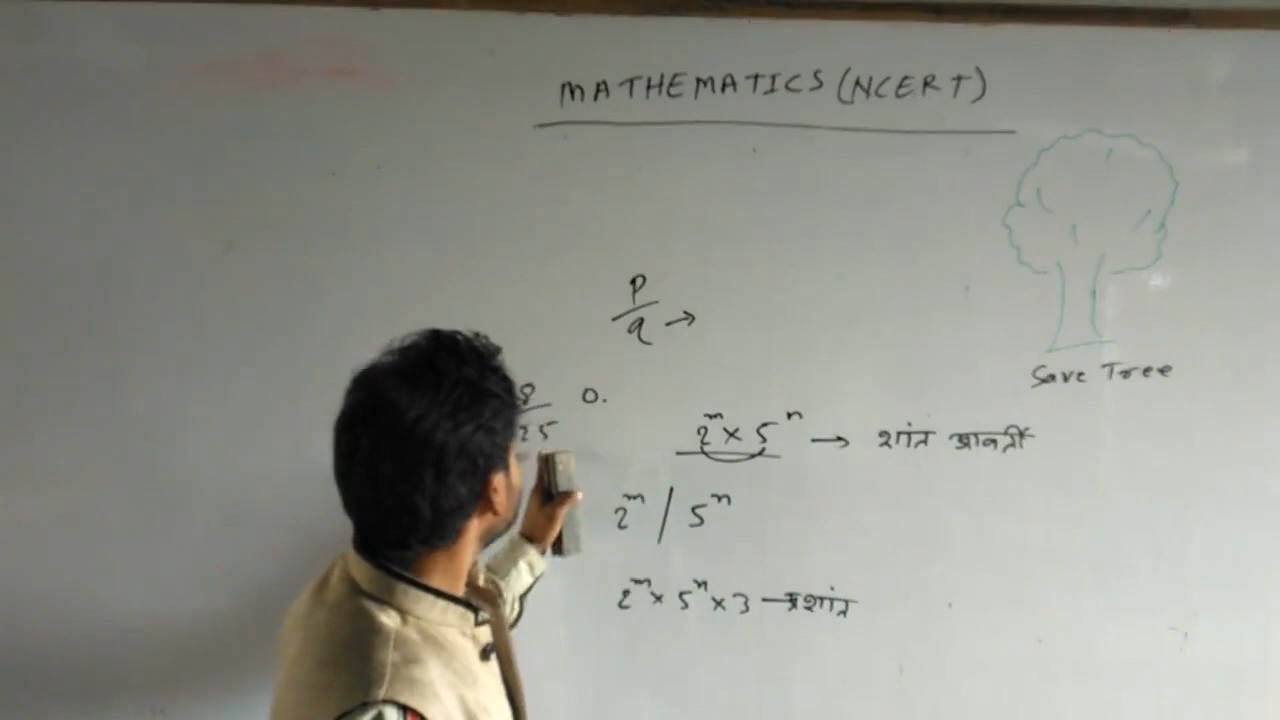 MATHEMATICS (NCERT)
p/q →
8/25 0.
2^m × 5^n → शांत आवर्ती
2^m / 5^n
2^m × 5^n × 3 → अशांत
Save Tree